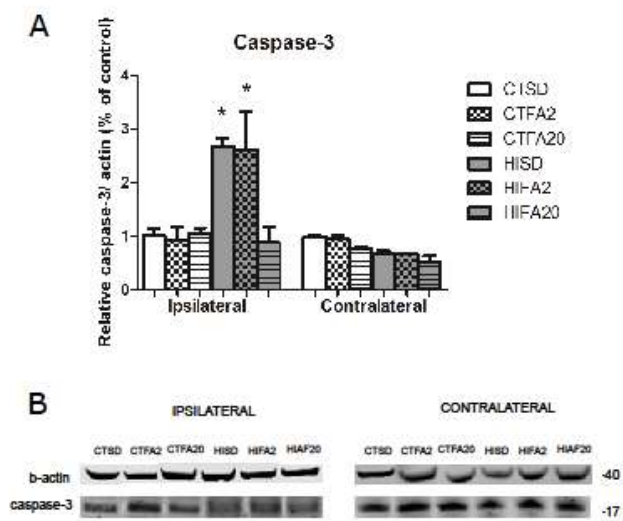 A
Caspase-3
Relative caspase-3/ actin (% of control)
4
3
2
1
0
* *
Ipsilateral Contralateral
CTSD
CTFA2
CTFA20
HISD
HIFA2
HIFA20
B
IPSILATERAL CONTRALATERAL
CTSD CTFA2 CTFA20 HISD HIFA2 HIAF20 CTSD CTFA2 CTFA20 HISD HIFA2 HIAF20
b-actin -40
caspase-3 -17